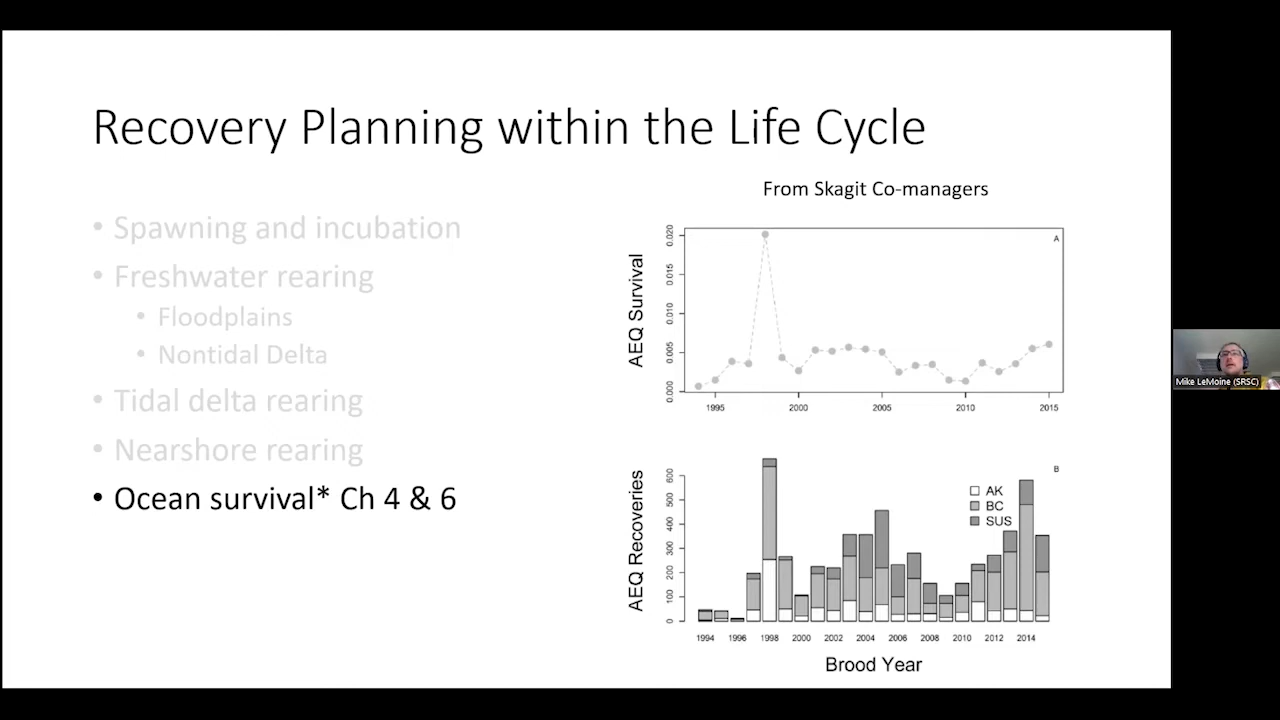 Recovery Planning within the Life Cycle
• Spawning and incubation
• Freshwater rearing
• Floodplains
• Nontidal Delta
• Tidal delta rearing
• Nearshore rearing
• Ocean survival* Ch 4 & 6
From Skagit Co-managers
A
AEQ Survival
0.020
0.015
0.010
0.005
0.000
1995 2000 2005 2010 2015
B
AEQ Recoveries
600
500
400
300
200
100
0
AK
BC
SUS
1994 1996 1998 2000 2002 2004 2006 2008 2010 2012 2014
Brood Year
Mike LeMoine (SRSC)